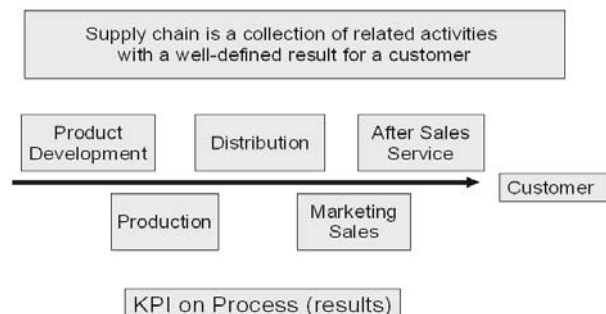 Supply chain is a collection of related activities
with a well-defined result for a customer
Product
Development
Distribution
After Sales
Service
Customer
Production
Marketing
Sales
KPI on Process (results)